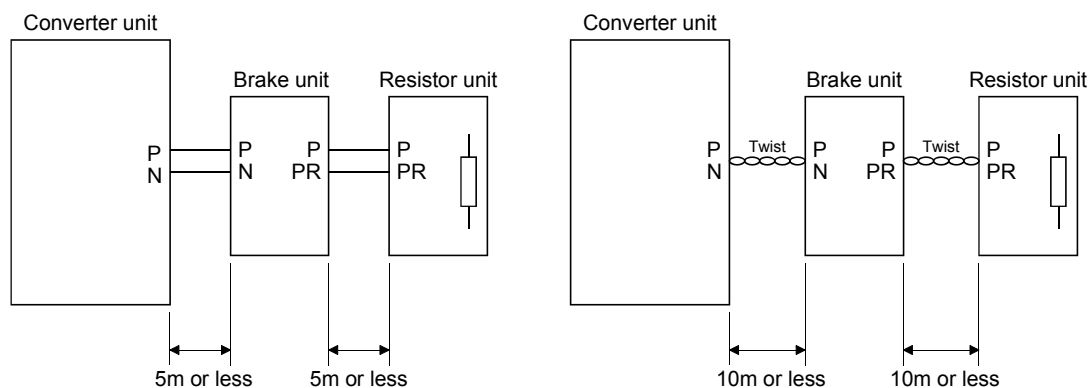 Converter unit
Brake unit
Resistor unit
P
N
P
N
P
PR
P
PR
5m or less
5m or less
Converter unit
Brake unit
Resistor unit
P
N
Twist
P
N
P
PR
Twist
P
PR
10m or less
10m or less